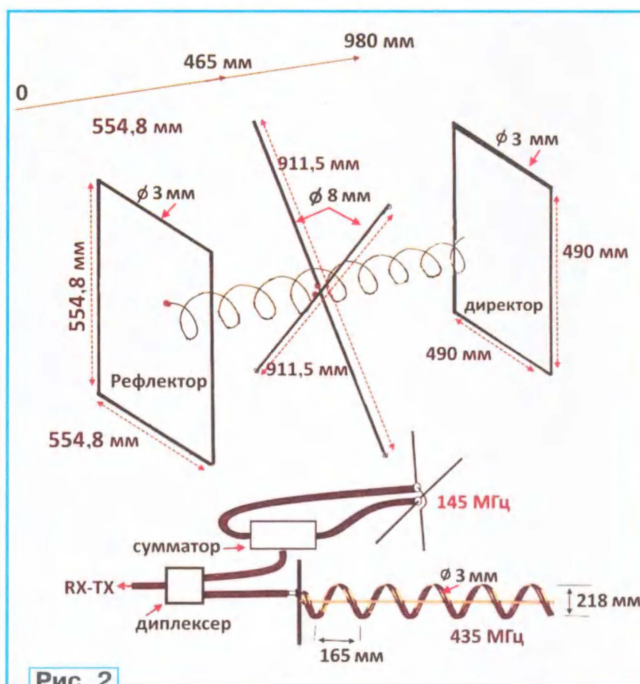 980 мм
465 мм
0
554,8 мм
ϕ 3 мм
911,5 мм
ϕ 3 мм
ϕ 8 мм
554,8 мм
490 мм
Рефлектор
директор
911,5 мм
490 мм
554,8 мм
145 МГц
сумматор
RX-TX
диплексер
ϕ 3 мм
218 мм
435 МГц
165 мм
Рис. 2